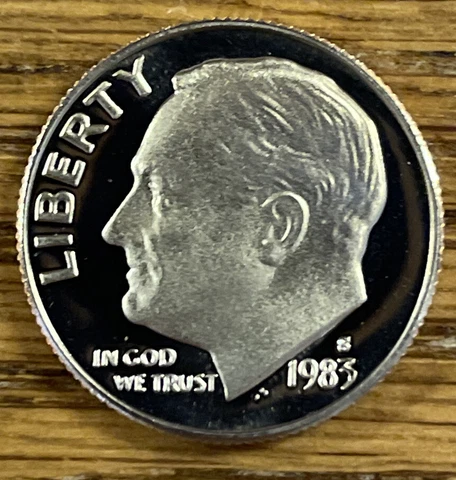 LIBERTY
IN GOD
WE TRUST
S
1983